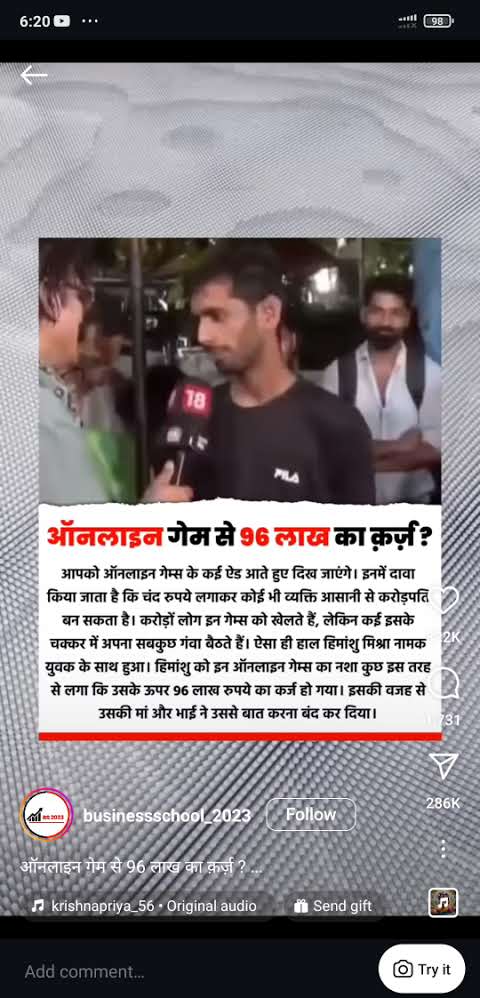 6:20
98
18
FILA
ऑनलाइन गेम से 96 लाख का क़र्ज़ ?
आपको ऑनलाइन गेम्स के कई ऐड आते हुए दिख जाएंगे। इनमें दावा
किया जाता है कि चंद रुपये लगाकर कोई भी व्यक्ति आसानी से करोड़पति
बन सकता है। करोड़ों लोग इन गेम्स को खेलते हैं, लेकिन कई इसके
चक्कर में अपना सबकुछ गंवा बैठते हैं। ऐसा ही हाल हिमांशु मिश्रा नामक
युवक के साथ हुआ। हिमांशु को इन ऑनलाइन गेम्स का नशा कुछ इस तरह
से लगा कि उसके ऊपर 96 लाख रुपये का कर्ज हो गया। इसकी वजह से
उसकी मां और भाई ने उससे बात करना बंद कर दिया।
286K
businessschool_2023 Follow
ऑनलाइन गेम से 96 लाख का क़र्ज़ ? ...
krishnapriya_56 • Original audio Send gift
Add comment... Try it